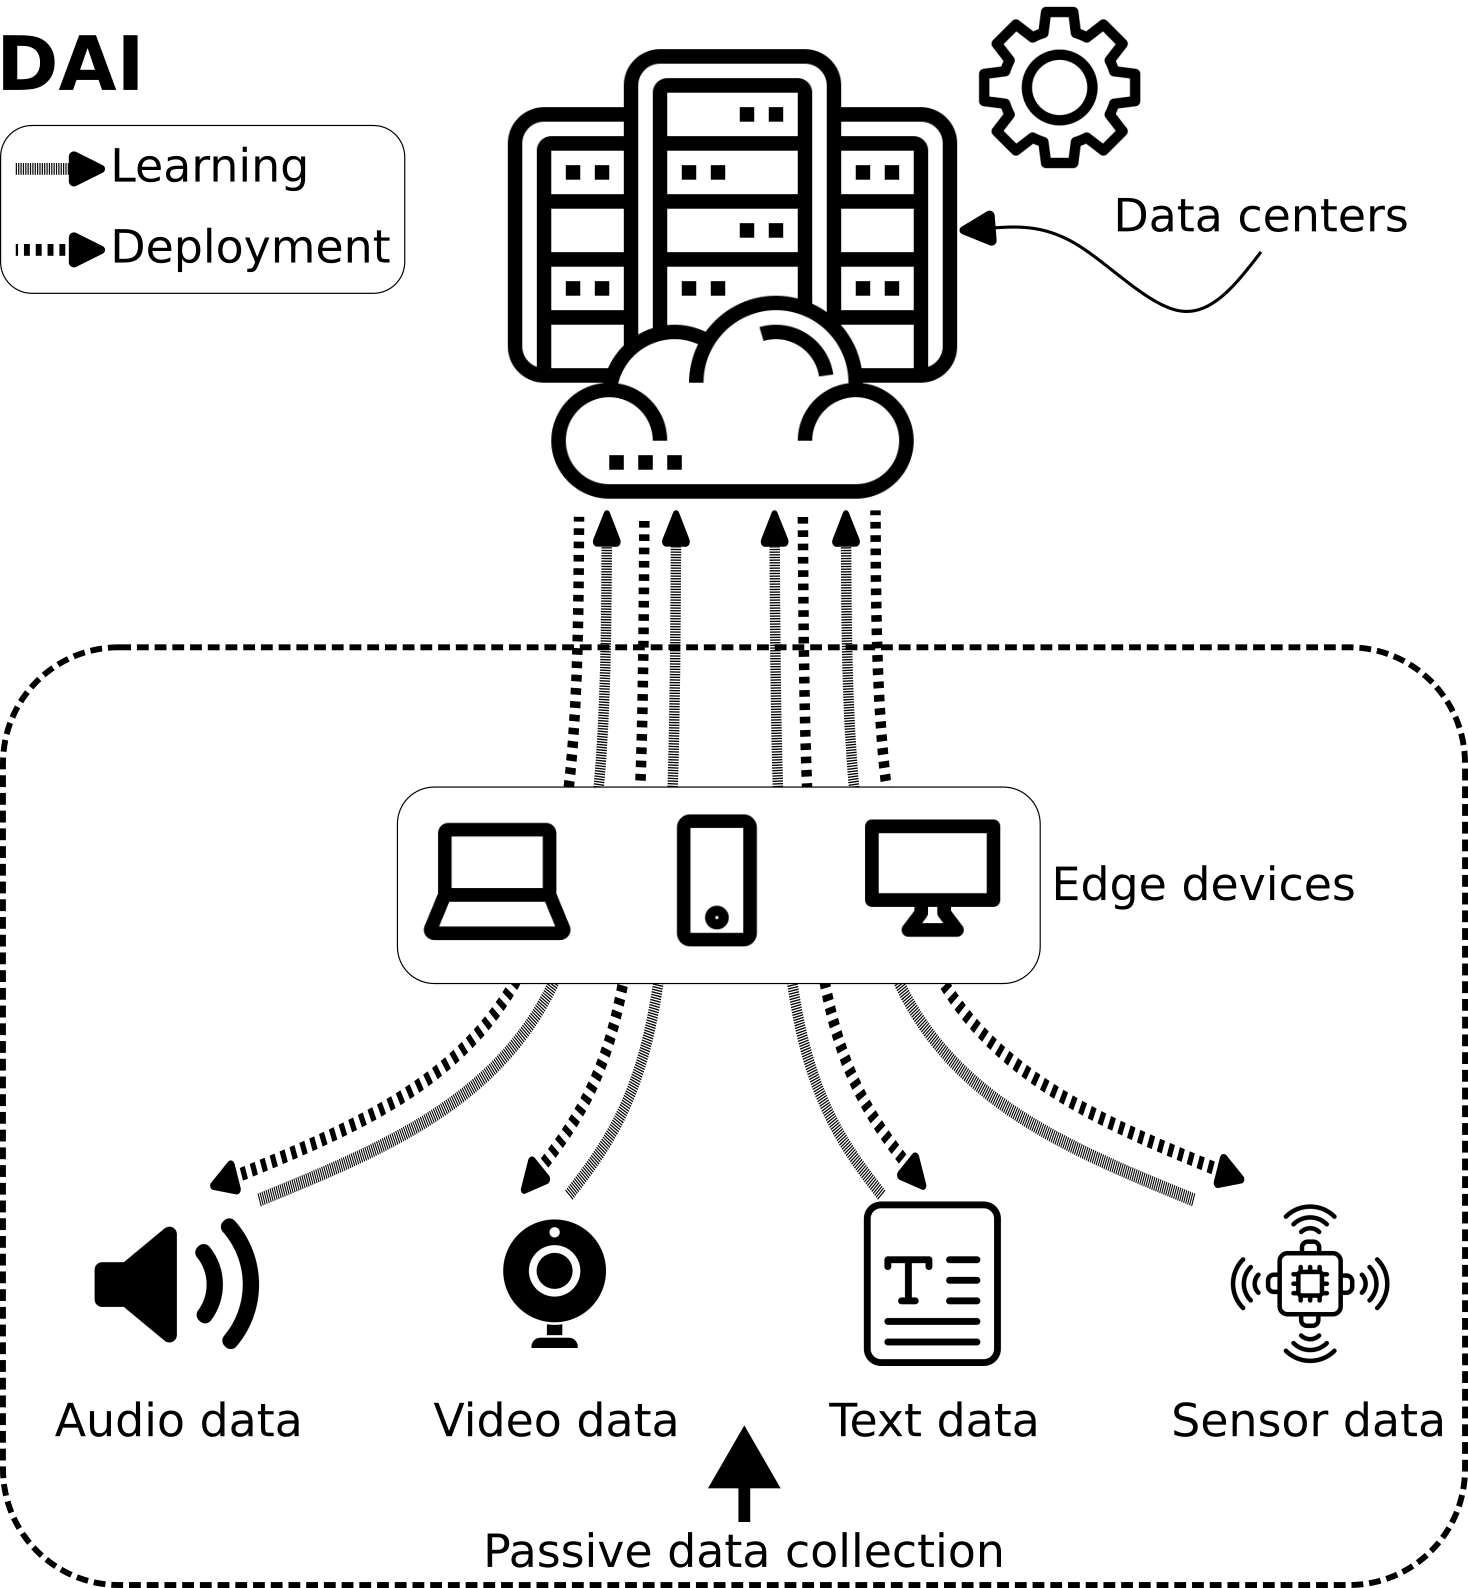 DAI
Learning
Deployment
Data centers
Edge devices
T
Audio data
Video data
Text data
Sensor data
Passive data collection